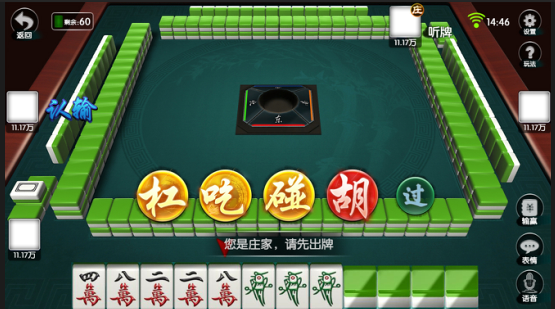 返回
剩余:60
庄
听牌
14:46
设置
玩法
11.17万
11.17万
认输
11.17万
东
杠 吃 碰 胡 过
您是庄家，请先出牌
11.17万
输赢
表情
语音
四萬 八萬 二萬 二萬 八萬